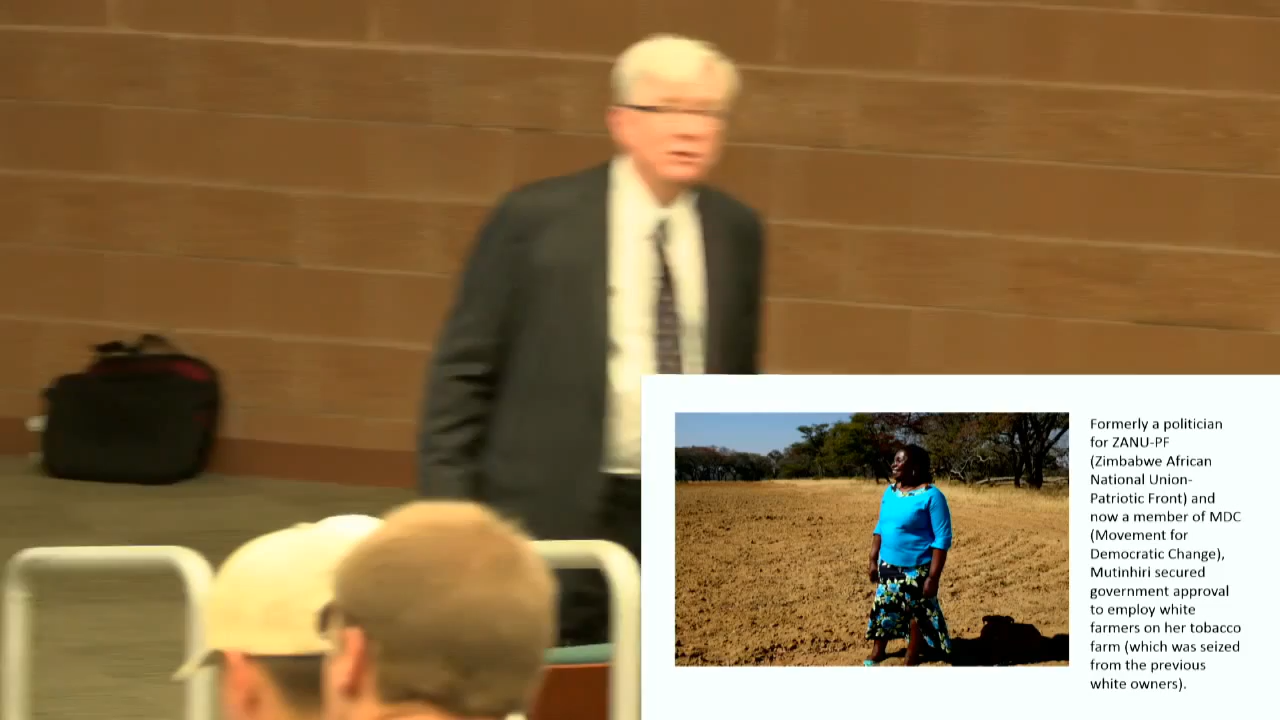 Formerly a politician
for ZANU-PF
(Zimbabwe African
National Union-
Patriotic Front) and
now a member of MDC
(Movement for
Democratic Change),
Mutinhiri secured
government approval
to employ white
farmers on her tobacco
farm (which was seized
from the previous
white owners).